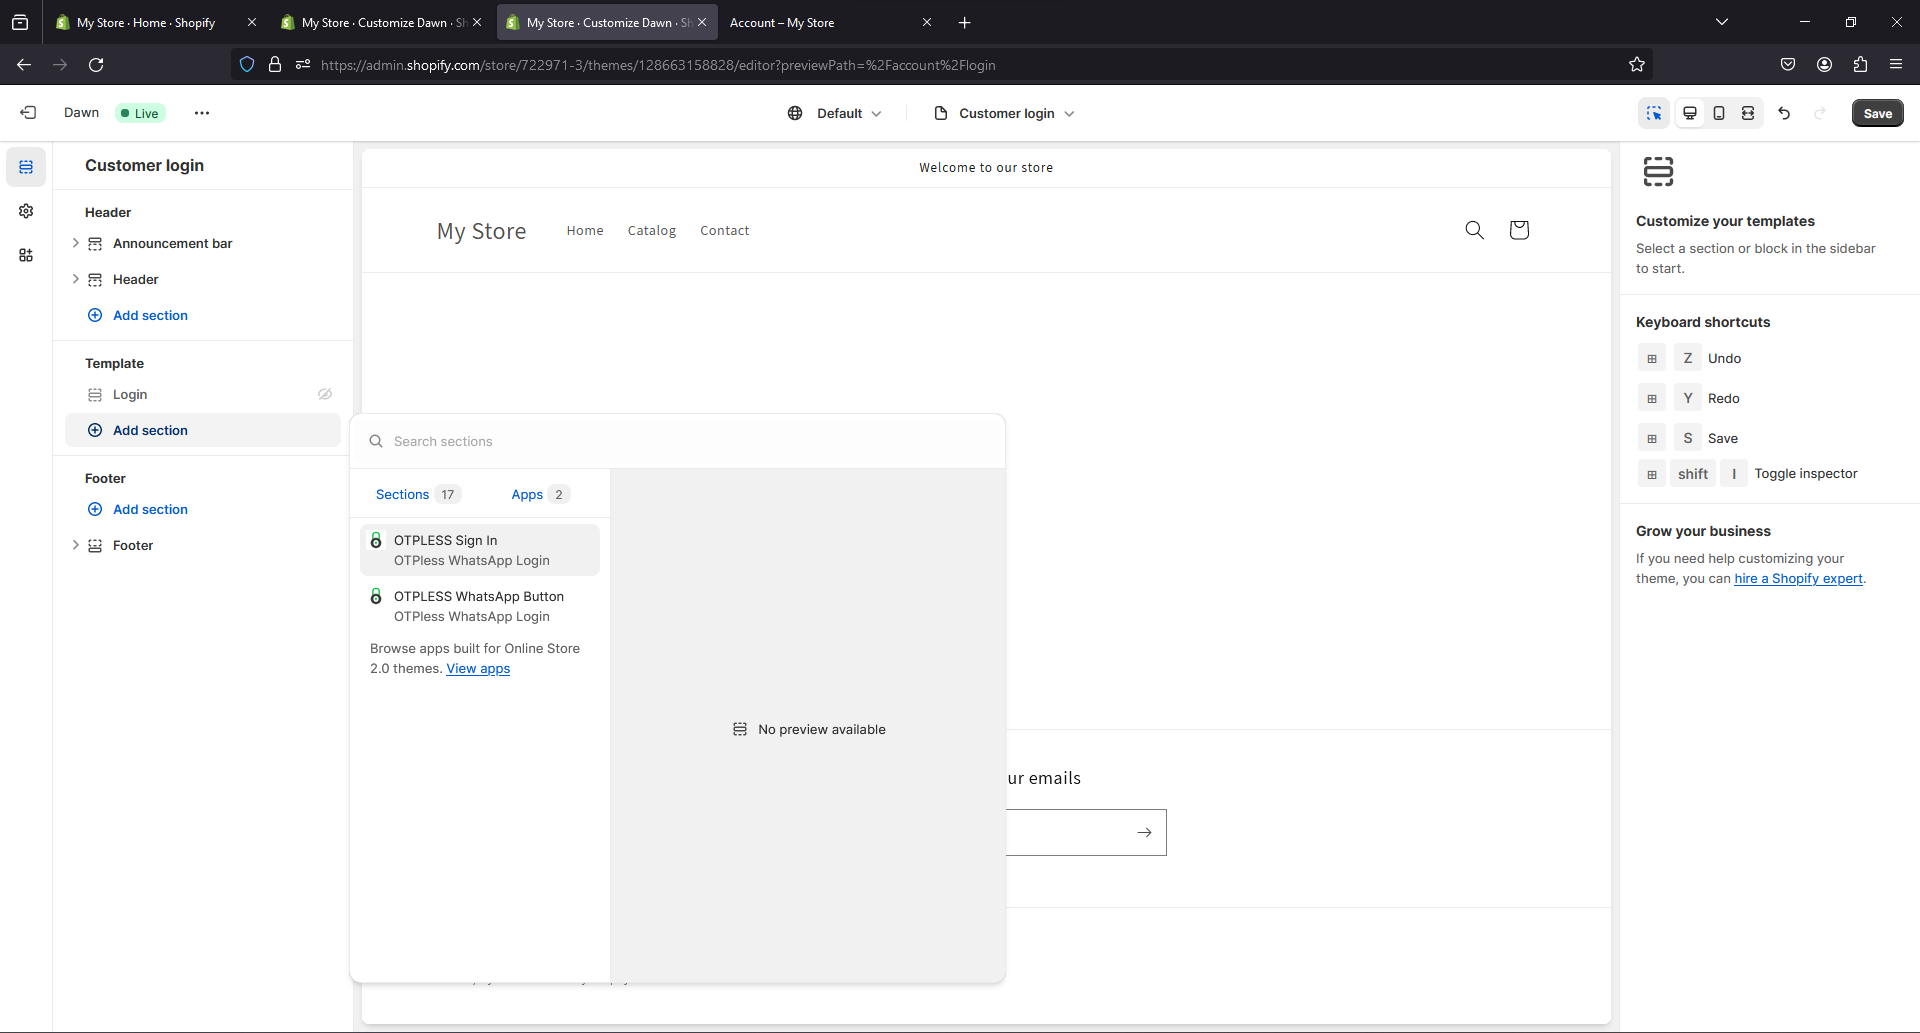 My Store · Home · Shopify
My Store · Customize Dawn · Sh
My Store · Customize Dawn · Sh
Account – My Store
https://admin.shopify.com/store/722971-3/themes/128663158828/editor?previewPath=%2Faccount%2Flogin
Dawn
Live
Default
Customer login
Save
Customer login
Header
Announcement bar
Header
Add section
Template
Login
Add section
Footer
Add section
Footer
Welcome to our store
My Store
Home
Catalog
Contact
Search sections
Sections 17
Apps 2
OTPLESS Sign In
OTPless WhatsApp Login
OTPLESS WhatsApp Button
OTPless WhatsApp Login
Browse apps built for Online Store
2.0 themes. View apps
No preview available
ur emails
Customize your templates
Select a section or block in the sidebar
to start.
Keyboard shortcuts
Z Undo
Y Redo
S Save
shift I Toggle inspector
Grow your business
If you need help customizing your
theme, you can hire a Shopify expert.